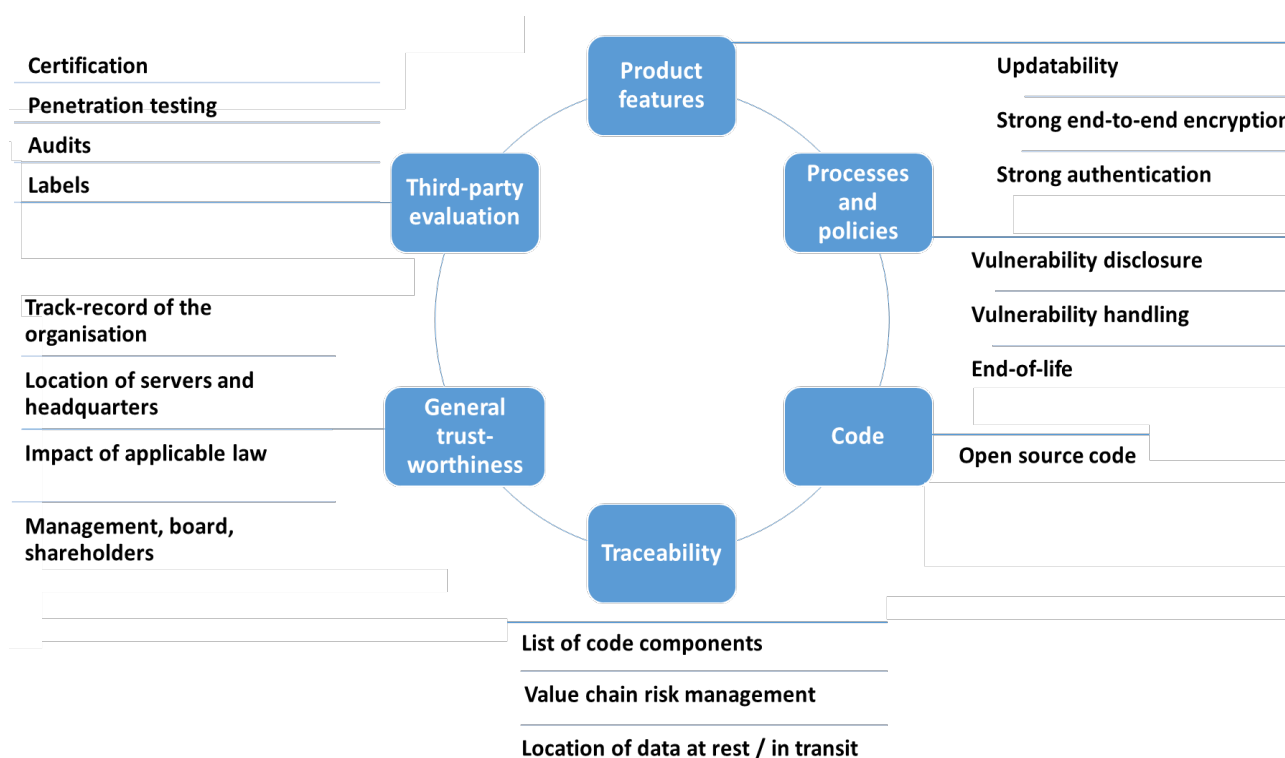 Product
features
Updatability
Strong end-to-end encryption
Strong authentication
Processes
and
policies
Vulnerability disclosure
Vulnerability handling
End-of-life
Code
Open source code
Traceability
List of code components
Value chain risk management
Location of data at rest / in transit
General
trust-
worthiness
Track-record of the
organisation
Location of servers and
headquarters
Impact of applicable law
Management, board,
shareholders
Third-party
evaluation
Certification
Penetration testing
Audits
Labels